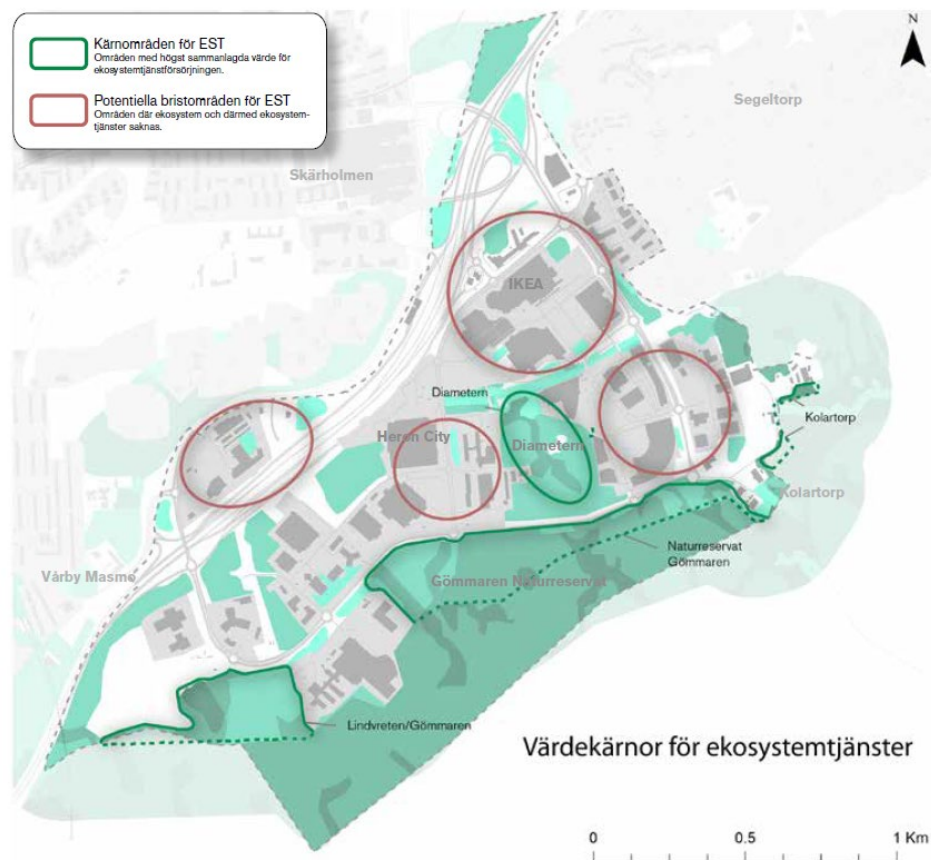 Kärnområden för EST
Områden med högst sammanlagda värde för
ekosystemtjänstförsörjningen.
Potentiella bristområden för EST
Områden där ekosystem och därmed ekosystem-
tjänster saknas.
N
Segeltorp
Skärholmen
IKEA
Diametern
Kolartorp
Heron City
Diametern
Kolartorp
Naturreservat
Gömmaren
Vårby Masmo
Gömmaren Naturreservat
Lindvreten/Gömmaren
Värdekärnor för ekosystemtjänster
0 0.5 1 Km